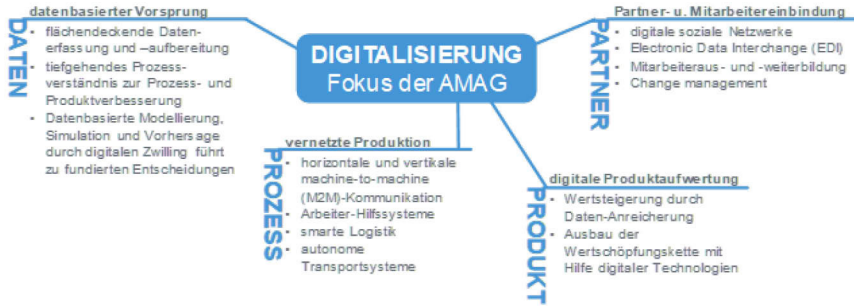 DIGITALISIERUNG
Fokus der AMAG
DATEN
datenbasierter Vorsprung
• flächendeckende Daten-
erfassung und –aufbereitung
• tiefgehendes Prozess-
verständnis zur Prozess- und
Produktverbesserung
• Datenbasierte Modellierung,
Simulation und Vorhersage
durch digitalen Zwilling führt
zu fundierten Entscheidungen
PROZESS
vernetzte Produktion
• horizontale und vertikale
machine-to-machine
(M2M)-Kommunikation
• Arbeiter-Hilfssysteme
• smarte Logistik
• autonome
Transportsysteme
PRODUKT
digitale Produktaufwertung
• Wertsteigerung durch
Daten-Anreicherung
• Ausbau der
Wertschöpfungskette mit
Hilfe digitaler Technologien
PARTNER
Partner- u. Mitarbeitereinbindung
• digitale soziale Netzwerke
• Electronic Data Interchange (EDI)
• Mitarbeiteraus- und -weiterbildung
• Change management